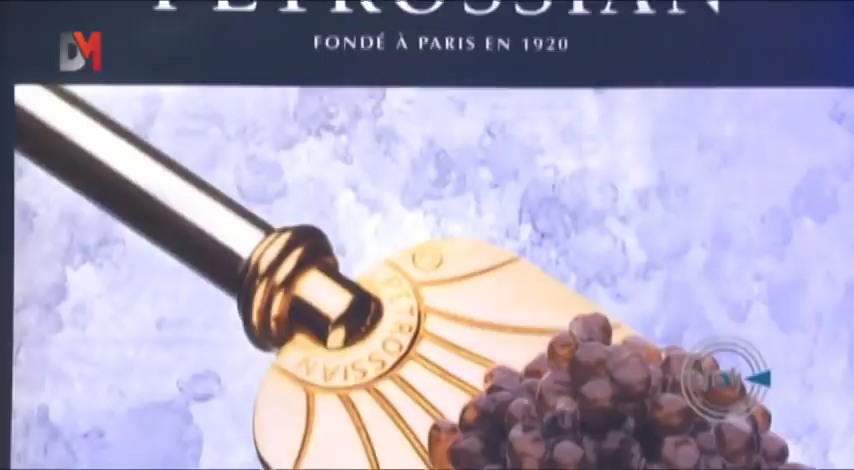 PETROSSIAN
FONDÉ À PARIS EN 1920
DM
PETROSSIAN